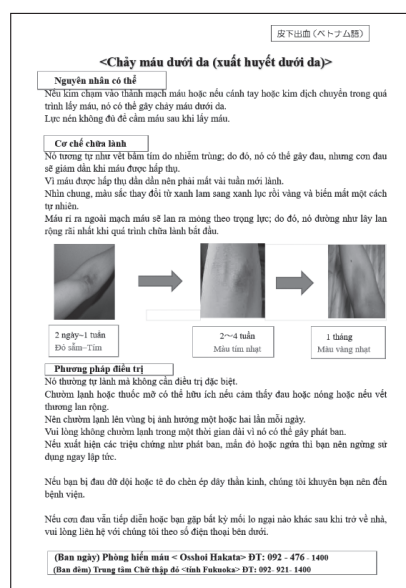 皮下出血(ベトナム語)
<Chảy máu dưới da (xuất huyết dưới da)>
Nguyên nhân có thể
Nếu kim chạm vào thành mạch máu hoặc nếu cánh tay hoặc kim dịch chuyển trong quá
trình lấy máu, nó có thể gây chảy máu dưới da.
Lực nén không đủ để cầm máu sau khi lấy máu.
Cơ chế chữa lành
Nó tương tự như vết bầm tím do nhiễm trùng; do đó, nó có thể gây đau, nhưng cơn đau
sẽ giảm dần khi máu được hấp thụ.
Vì máu được hấp thụ dần dần nên phải mất vài tuần mới lành.
Nhìn chung, màu sắc thay đổi từ xanh lam sang xanh lục rồi vàng và biến mất một cách
tự nhiên.
Máu rỉ ra ngoài mạch máu sẽ lan ra mỏng theo trọng lực; do đó, nó dường như lây lan
rộng rãi nhất khi quá trình chữa lành bắt đầu.
2 ngày~1 tuần
Đỏ sẫm–Tím
2~4 tuần
Màu tím nhạt
1 tháng
Màu vàng nhạt
Phương pháp điều trị
Nó thường tự lành mà không cần điều trị đặc biệt.
Chườm lạnh hoặc thuốc mỡ có thể hữu ích nếu cảm thấy đau hoặc nóng hoặc nếu vết
thương lan rộng.
Nên chườm lạnh lên vùng bị ảnh hưởng một hoặc hai lần mỗi ngày.
Vui lòng không chườm lạnh trong một thời gian dài vì nó có thể gây phát ban.
Nếu xuất hiện các triệu chứng như phát ban, mẩn đỏ hoặc ngứa thì bạn nên ngừng sử
dụng ngay lập tức.
Nếu bạn bị đau dữ dội hoặc tê do chèn ép dây thần kinh, chúng tôi khuyên bạn nên đến
bệnh viện.
Nếu cơn đau vẫn tiếp diễn hoặc bạn gặp bất kỳ mối lo ngại nào khác sau khi trở về nhà,
vui lòng liên hệ với chúng tôi theo số điện thoại bên dưới.
(Ban ngày) Phòng hiến máu < Osshoi Hakata> ĐT: 092 - 476 - 1400
(Ban đêm) Trung tâm Chữ thập đỏ <tỉnh Fukuoka> ĐT: 092- 921- 1400